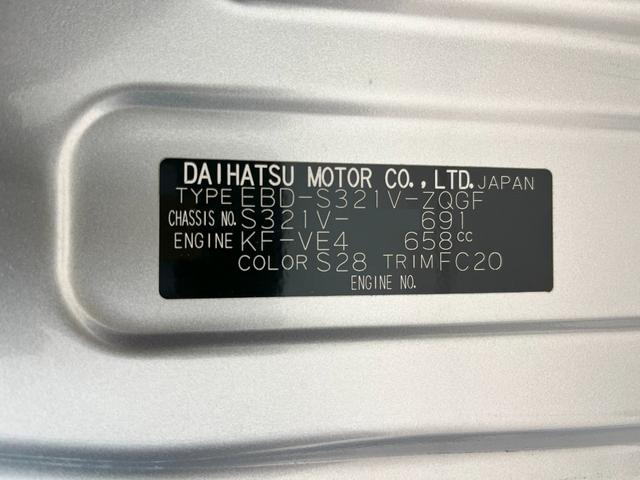 DAIHATSU MOTOR CO.,LTD. JAPAN
TYPE EBD-S321V-ZQGF
CHASSIS NO. S321V- 691
ENGINE KF-VE4 658cc
COLOR S28 TRIM FC20
ENGINE NO.